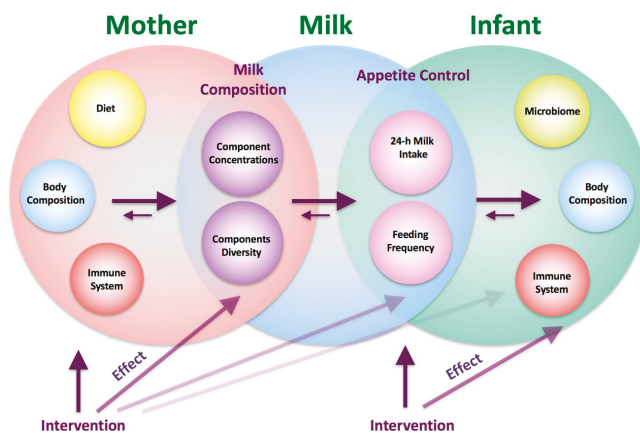 Mother
Milk
Infant
Milk
Composition
Appetite Control
Diet
Component
Concentrations
24-h Milk
Intake
Microbiome
Body
Composition
Body
Composition
Components
Diversity
Feeding
Frequency
Immune
System
Immune
System
Effect
Effect
Intervention
Intervention